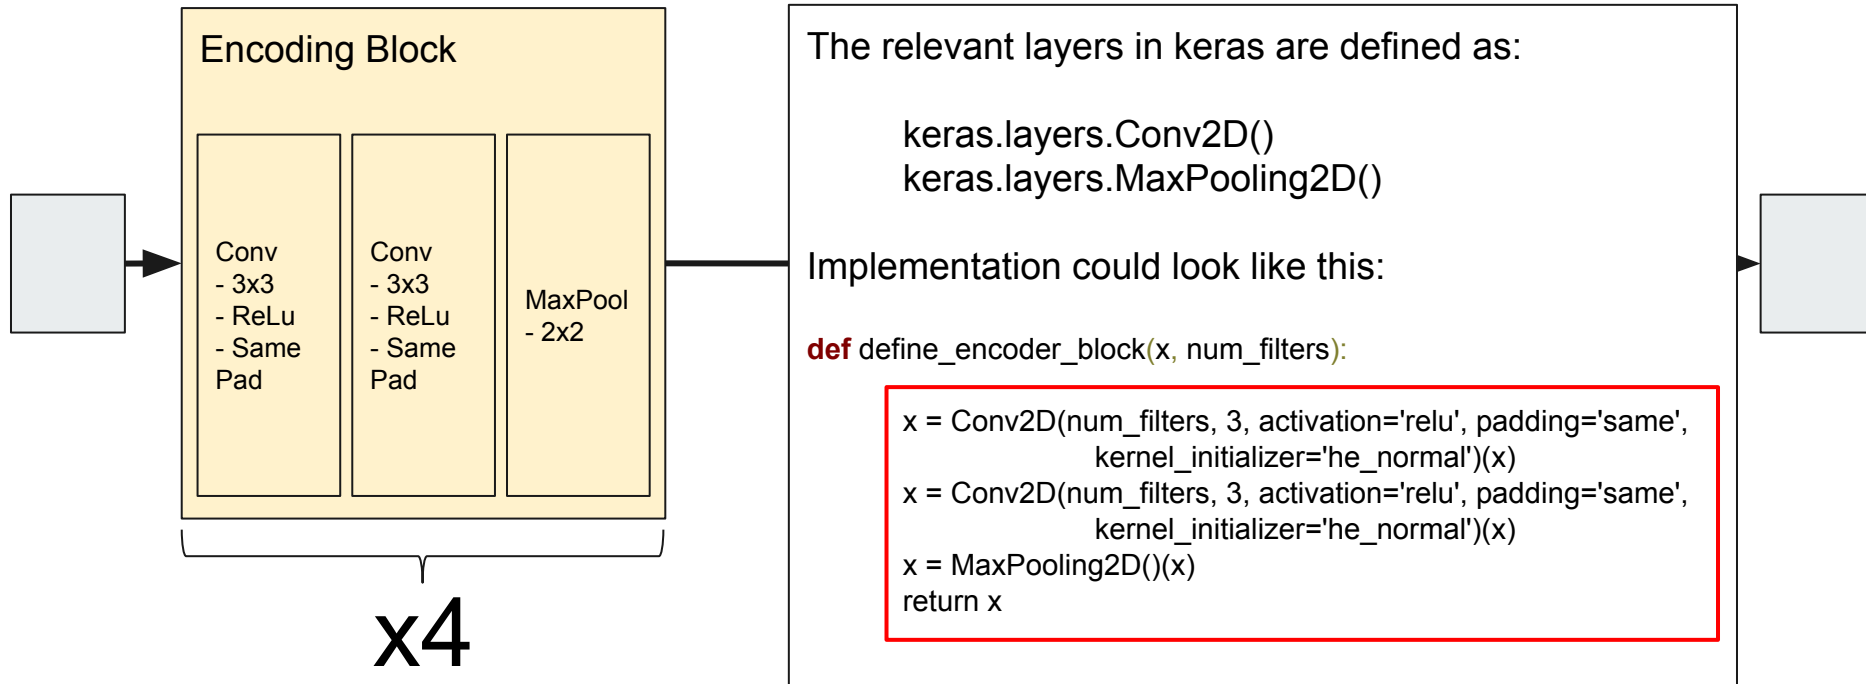 Encoding Block
Conv
- 3x3
- ReLu
- Same
Pad
Conv
- 3x3
- ReLu
- Same
Pad
MaxPool
- 2x2
x4
The relevant layers in keras are defined as:
keras.layers.Conv2D()
keras.layers.MaxPooling2D()
Implementation could look like this:
def define_encoder_block(x, num_filters):
x = Conv2D(num_filters, 3, activation='relu', padding='same',
kernel_initializer='he_normal')(x)
x = Conv2D(num_filters, 3, activation='relu', padding='same',
kernel_initializer='he_normal')(x)
x = MaxPooling2D()(x)
return x